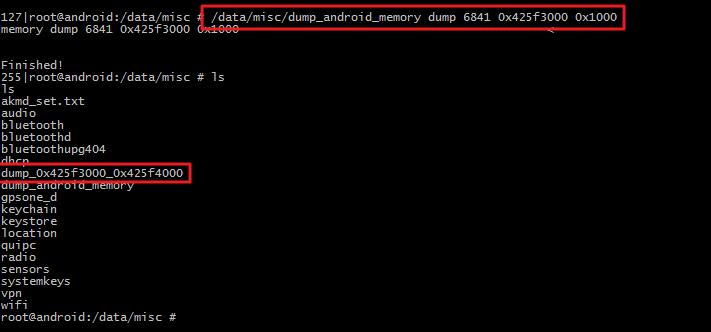 127|root@android:/data/misc # /data/misc/dump_android_memory dump 6841 0x425f3000 0x1000
memory dump 6841 0x425f3000 0x1000 <
Finished!
255|root@android:/data/misc # ls
ls
akmd_set.txt
audio
bluetooth
bluetoothd
bluetoothupg404
dhcp
dump_0x425f3000_0x425f4000
dump_android_memory
gpsone_d
keychain
keystore
location
quipc
radio
sensors
systemkeys
vpn
wifi
root@android:/data/misc #